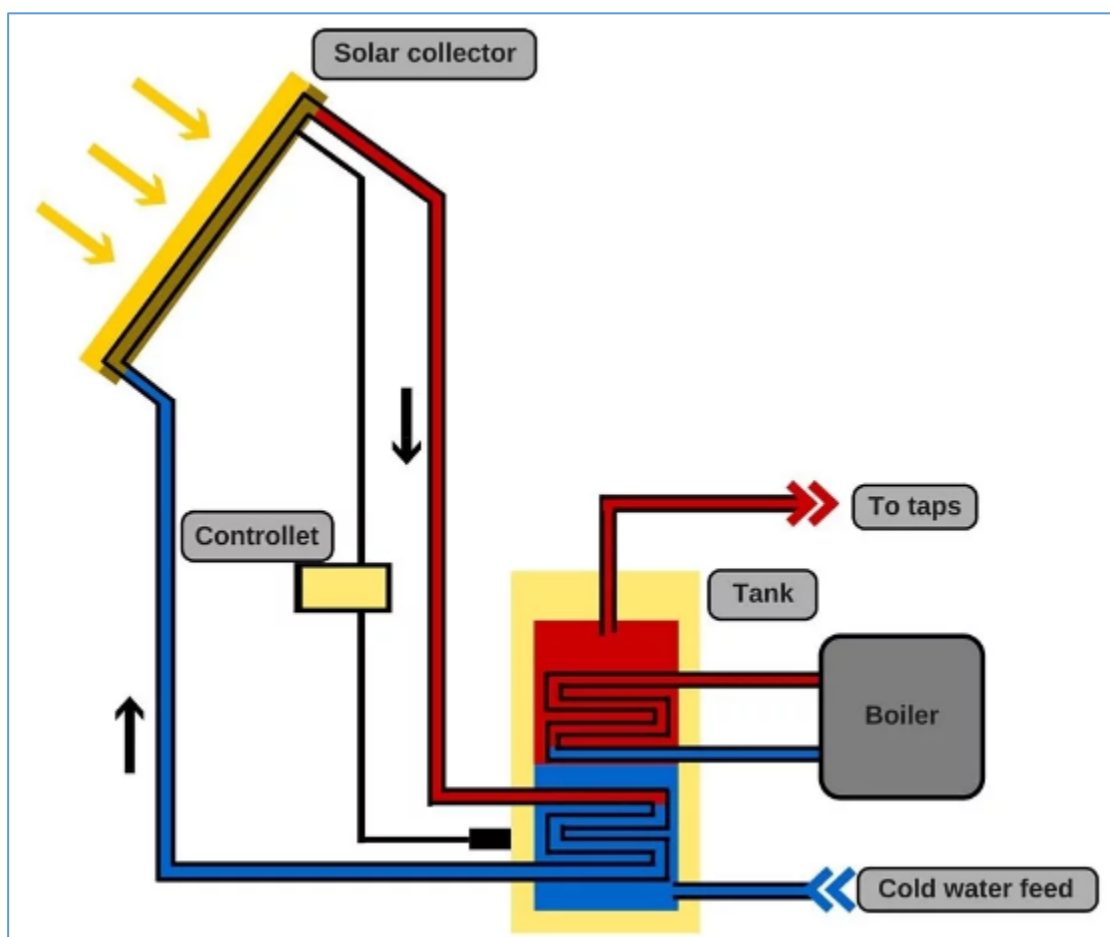 Solar collector
To taps
Controllet
Tank
Boiler
Cold water feed